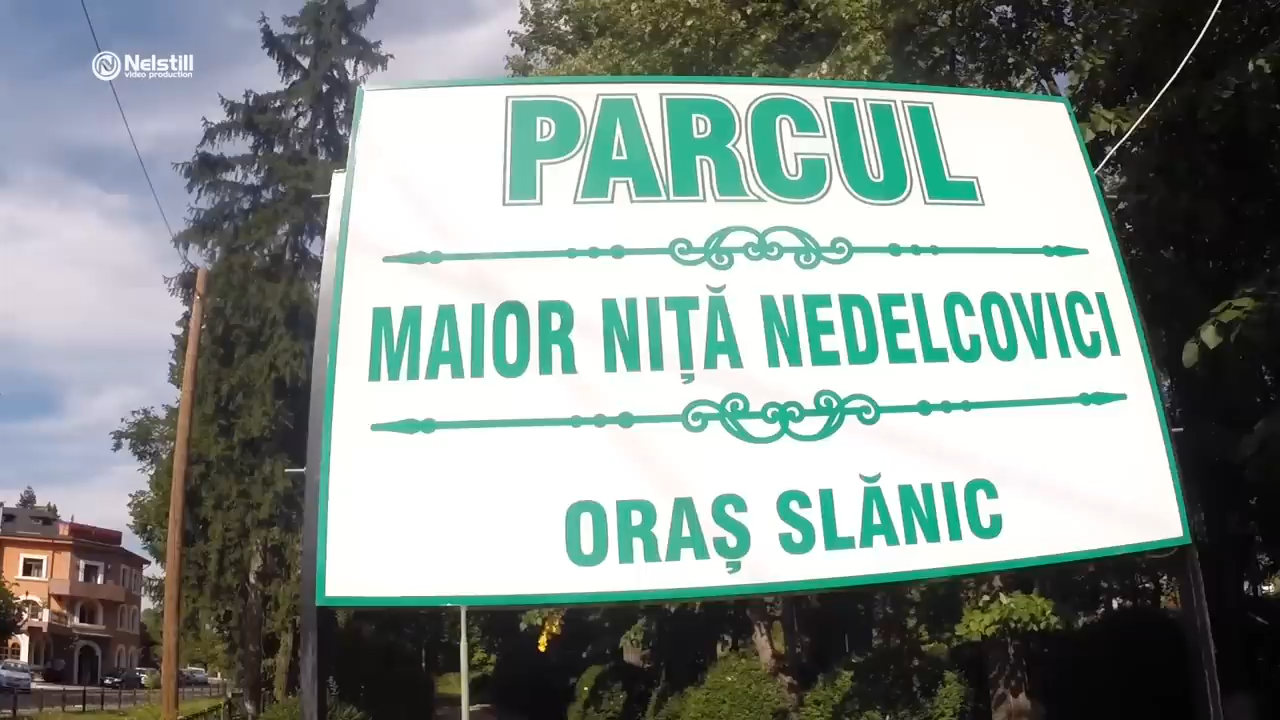 Nelstill
video production
PARCUL
MAIOR NIȚĂ NEDELCOVICI
ORAȘ SLĂNIC